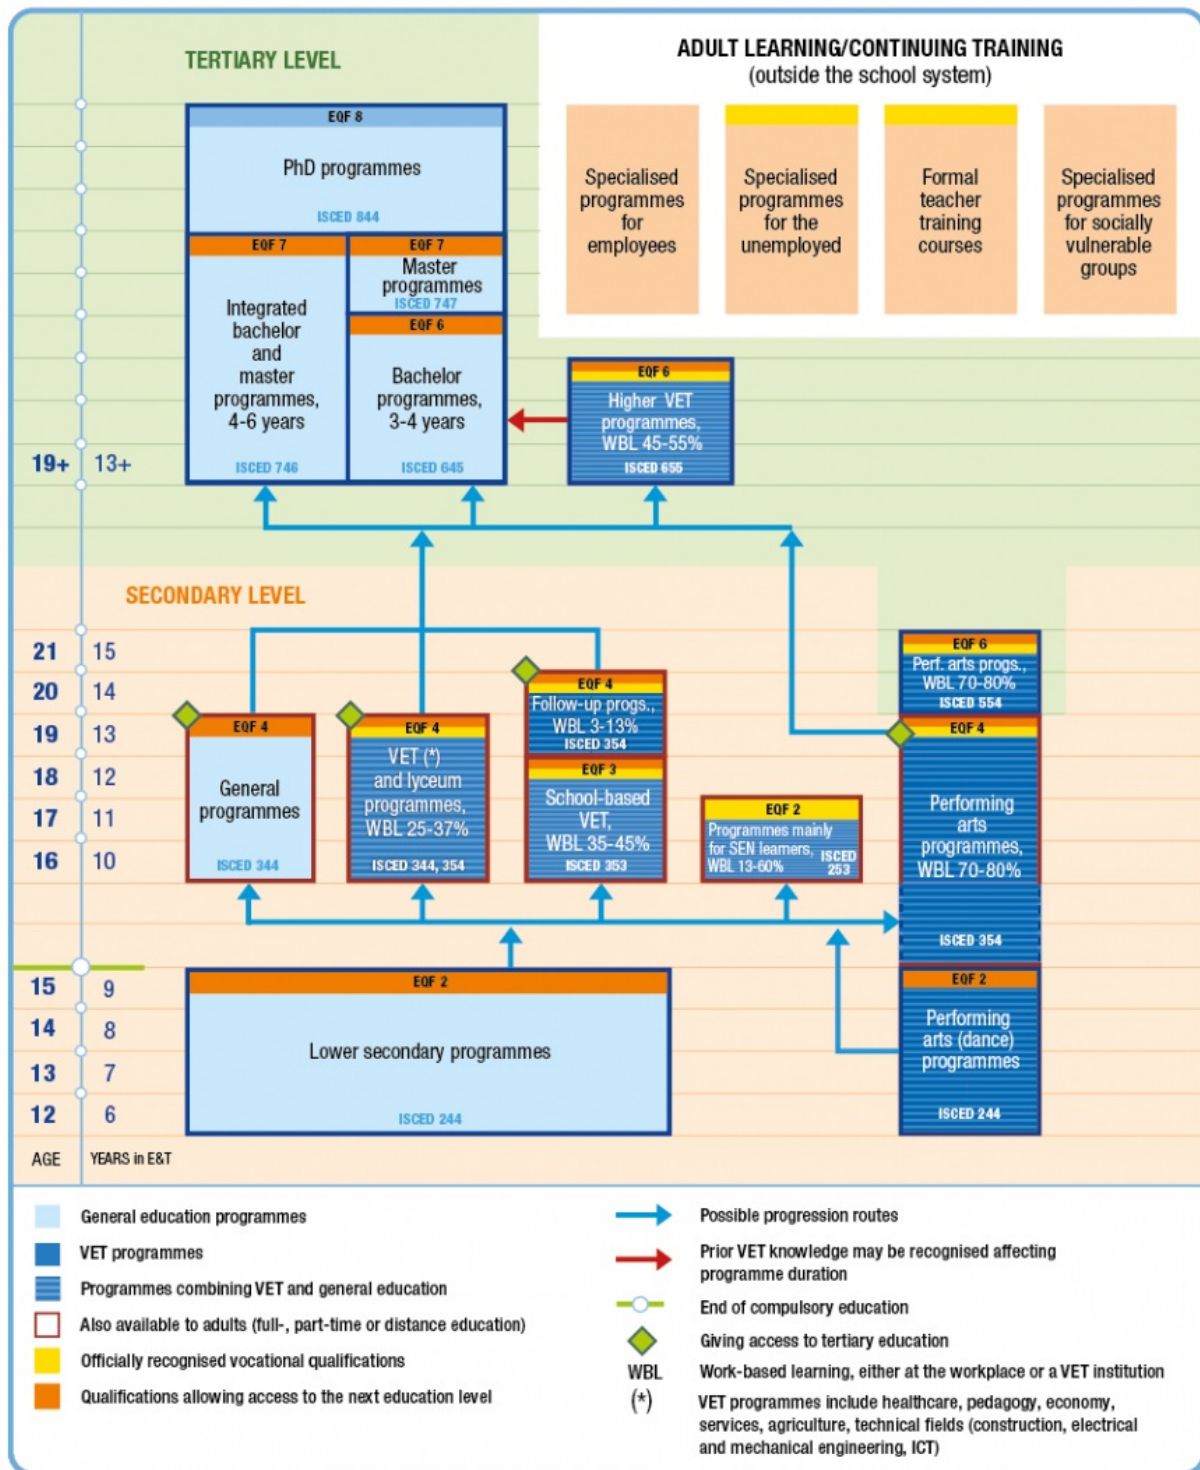 TERTIARY LEVEL
ADULT LEARNING/CONTINUING TRAINING
(outside the school system)
Specialised
programmes
for
employees
Specialised
programmes
for the
unemployed
Formal
teacher
training
courses
Specialised
programmes
for socially
vulnerable
groups
EQF 8
PhD programmes
ISCED 844
EQF 7
Integrated
bachelor
and
master
programmes,
4-6 years
ISCED 746
EQF 7
Master
programmes
ISCED 747
EQF 6
Bachelor
programmes,
3-4 years
ISCED 645
EQF 6
Higher VET
programmes,
WBL 45-55%
ISCED 655
19+ 13+
SECONDARY LEVEL
21 15
20 14
19 13
18 12
17 11
16 10
EQF 4
General
programmes
ISCED 344
EQF 4
VET (*)
and lyceum
programmes,
WBL 25-37%
ISCED 344, 354
EQF 4
Follow-up progs.,
WBL 3-13%
ISCED 354
EQF 3
School-based
VET,
WBL 35-45%
ISCED 353
EQF 2
Programmes mainly
for SEN learners,
WBL 13-60%
ISCED
253
EQF 6
Perf. arts progs.,
WBL 70-80%
ISCED 554
EQF 4
Performing
arts
programmes,
WBL 70-80%
ISCED 354
15 9
14 8
13 7
12 6
EQF 2
Lower secondary programmes
ISCED 244
EQF 2
Performing
arts (dance)
programmes
ISCED 244
AGE YEARS in E&T
General education programmes
VET programmes
Programmes combining VET and general education
Also available to adults (full-, part-time or distance education)
Officially recognised vocational qualifications
Qualifications allowing access to the next education level
Possible progression routes
Prior VET knowledge may be recognised affecting
programme duration
End of compulsory education
Giving access to tertiary education
WBL Work-based learning, either at the workplace or a VET institution
(*) VET programmes include healthcare, pedagogy, economy,
services, agriculture, technical fields (construction, electrical
and mechanical engineering, ICT)